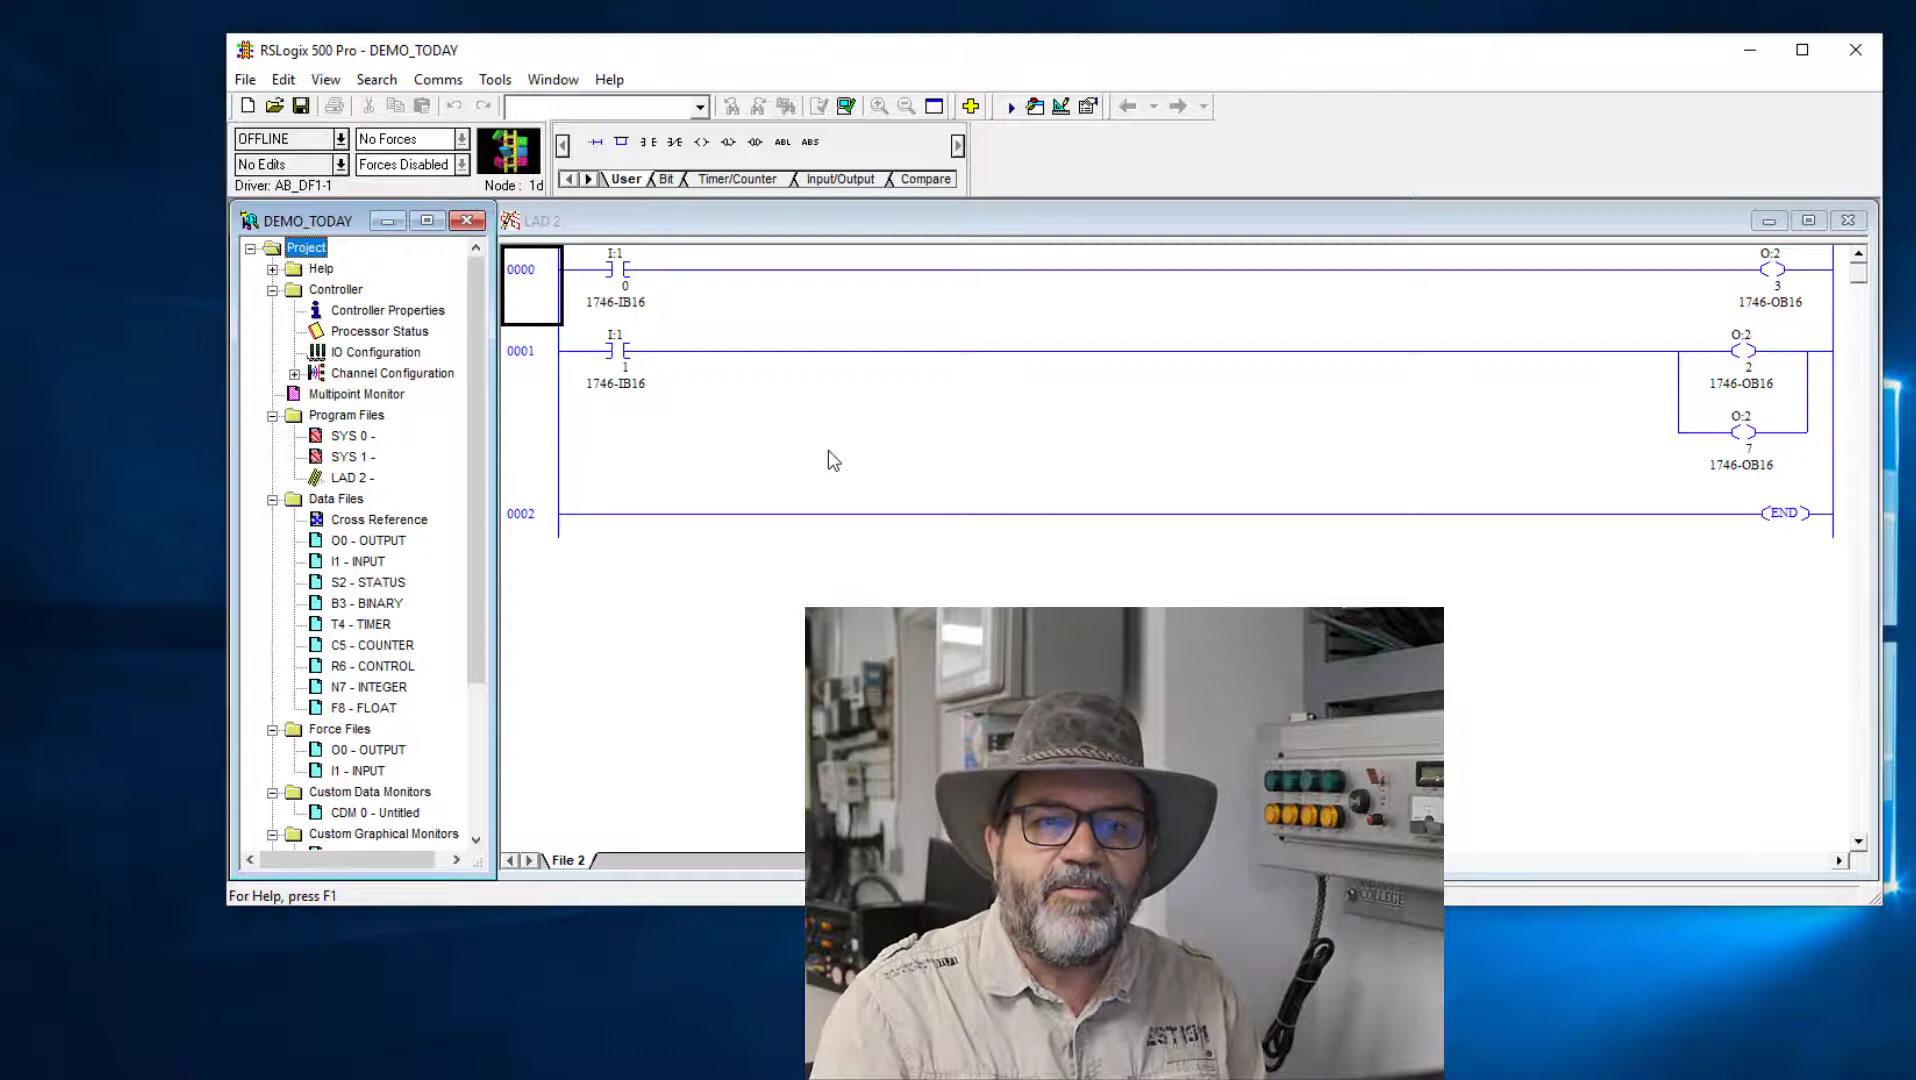 RSLogix 500 Pro - DEMO_TODAY
File Edit View Search Comms Tools Window Help
OFFLINE No Forces
No Edits Forces Disabled
Driver: AB_DF1-1 Node : 1d
ABL ABS
User Bit Timer/Counter Input/Output Compare
DEMO_TODAY
Project
Help
Controller
Controller Properties
Processor Status
IO Configuration
Channel Configuration
Multipoint Monitor
Program Files
SYS 0 -
SYS 1 -
LAD 2 -
Data Files
Cross Reference
O0 - OUTPUT
I1 - INPUT
S2 - STATUS
B3 - BINARY
T4 - TIMER
C5 - COUNTER
R6 - CONTROL
N7 - INTEGER
F8 - FLOAT
Force Files
O0 - OUTPUT
I1 - INPUT
Custom Data Monitors
CDM 0 - Untitled
Custom Graphical Monitors
LAD 2
0000
I:1
0
1746-IB16
O:2
3
1746-OB16
0001
I:1
1
1746-IB16
O:2
2
1746-OB16
O:2
7
1746-OB16
0002
END
File 2
For Help, press F1
COLLEGE